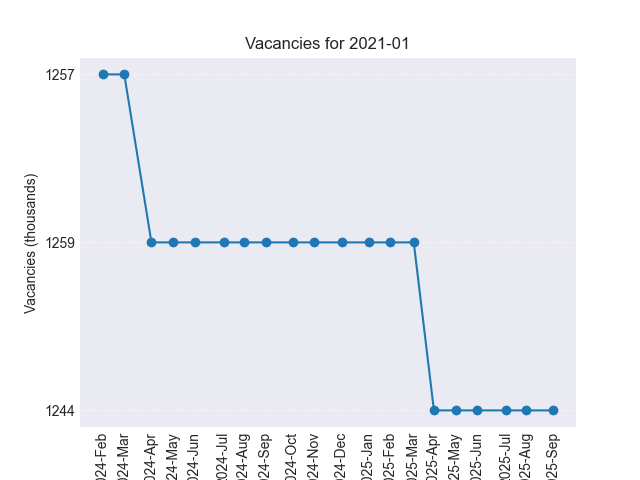 Vacancies for 2021-01
Vacancies (thousands)
1257
1259
1244
024-Feb
024-Mar
024-Apr
024-May
024-Jun
2024-Jul
024-Aug
024-Sep
024-Oct
024-Nov
024-Dec
025-Jan
025-Feb
025-Mar
025-Apr
025-May
025-Jun
2025-Jul
025-Aug
025-Sep